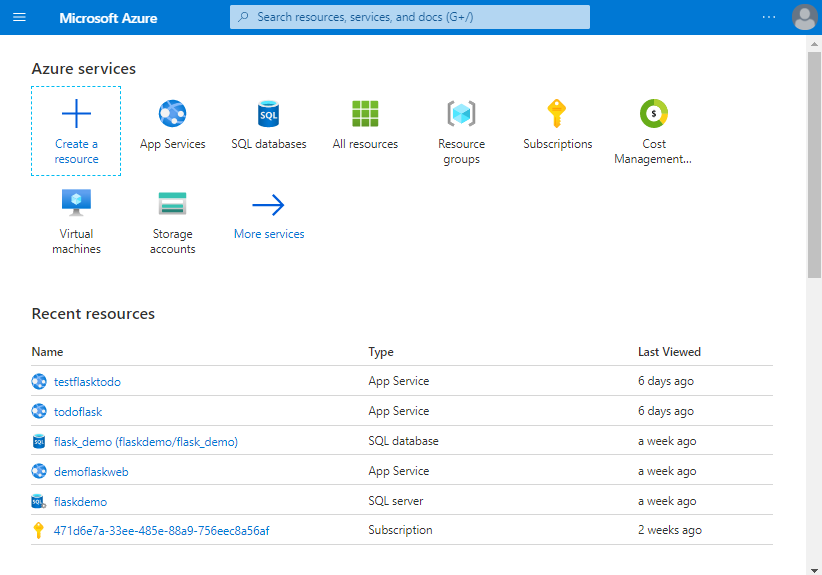 Microsoft Azure
Search resources, services, and docs (G+/)
Azure services
Create a
resource
App Services
SQL databases
All resources
Resource
groups
Subscriptions
Cost
Management...
Virtual
machines
Storage
accounts
More services
Recent resources
Name Type Last Viewed
testflasktodo App Service 6 days ago
todoflask App Service 6 days ago
flask_demo (flaskdemo/flask_demo) SQL database a week ago
demoflaskweb App Service a week ago
flaskdemo SQL server a week ago
471d6e7a-33ee-485e-88a9-756eec8a56af Subscription 2 weeks ago